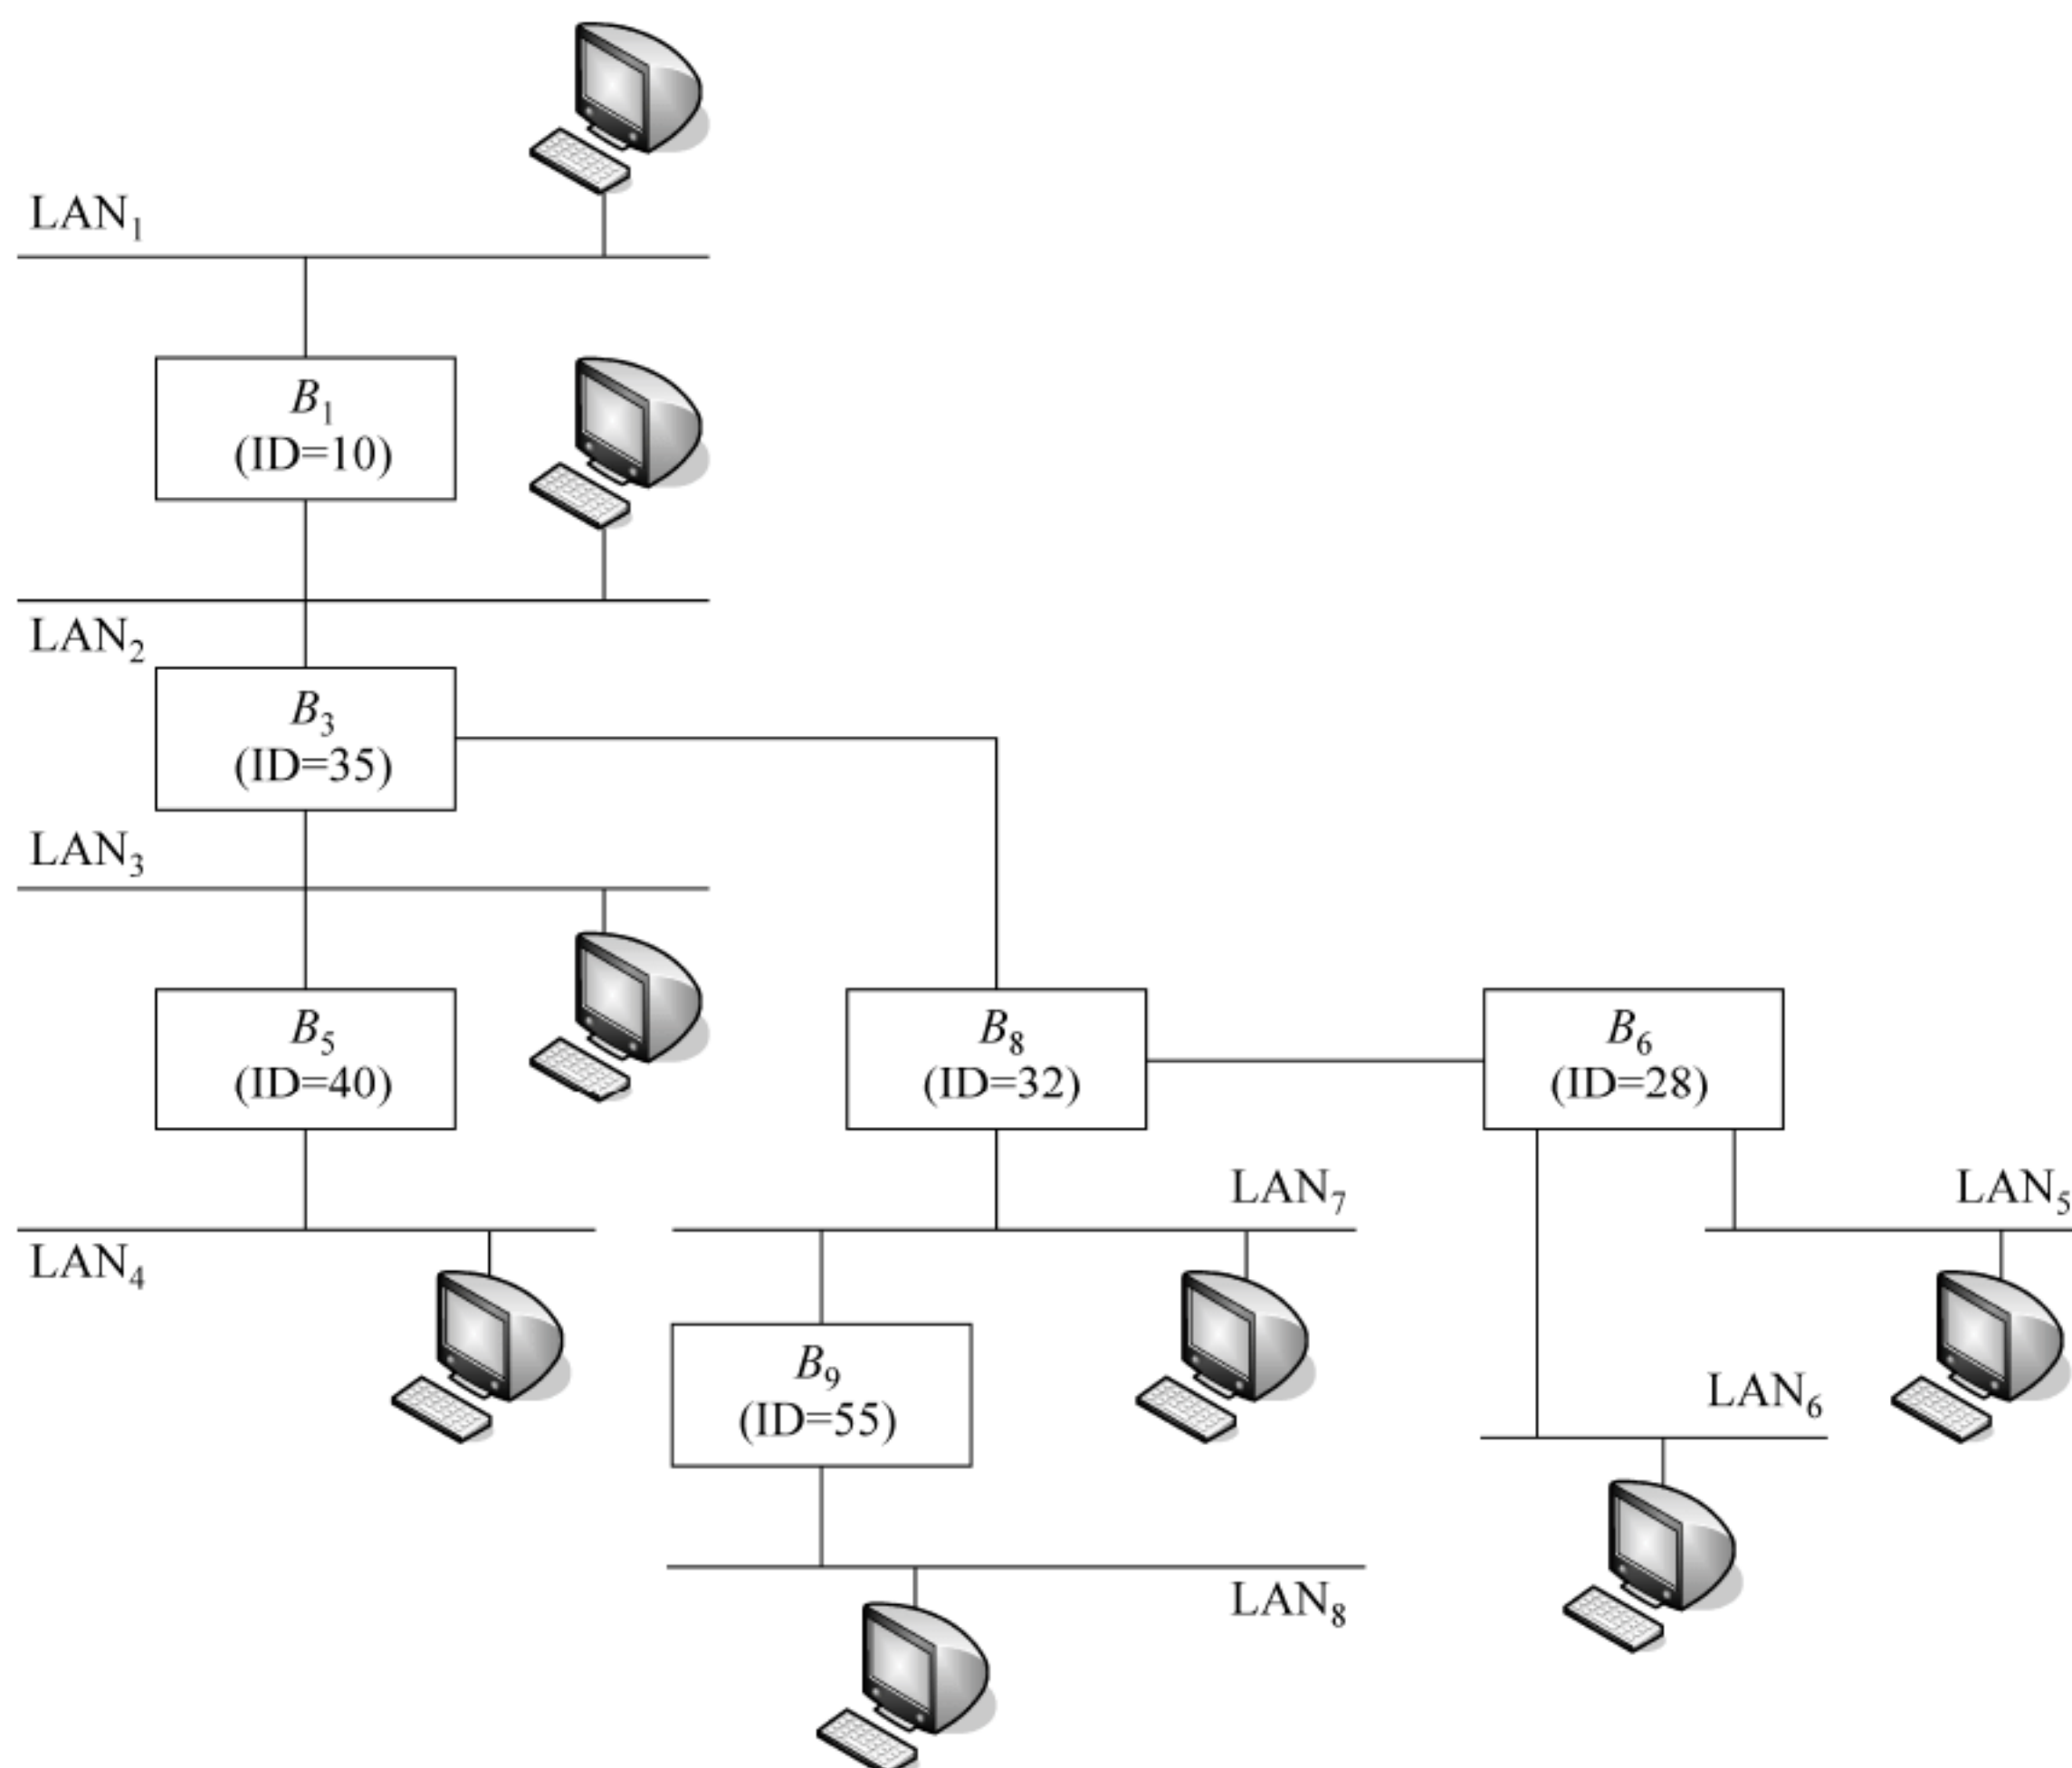 LAN₁
B₁
(ID=10)
LAN₂
B₃
(ID=35)
LAN₃
B₅
(ID=40)
B₈
(ID=32)
B₆
(ID=28)
LAN₇
LAN₅
LAN₄
B₉
(ID=55)
LAN₆
LAN₈